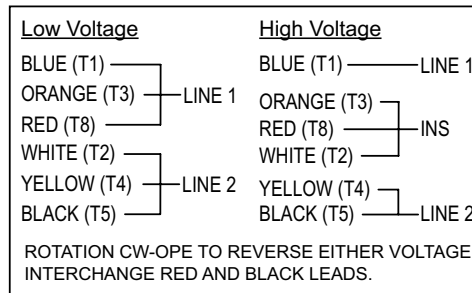 Low Voltage
BLUE (T1)
ORANGE (T3) LINE 1
RED (T8)
WHITE (T2)
YELLOW (T4) LINE 2
BLACK (T5)
High Voltage
BLUE (T1) LINE 1
ORANGE (T3)
RED (T8) INS
WHITE (T2)
YELLOW (T4)
BLACK (T5) LINE 2
ROTATION CW-OPE TO REVERSE EITHER VOLTAGE
INTERCHANGE RED AND BLACK LEADS.